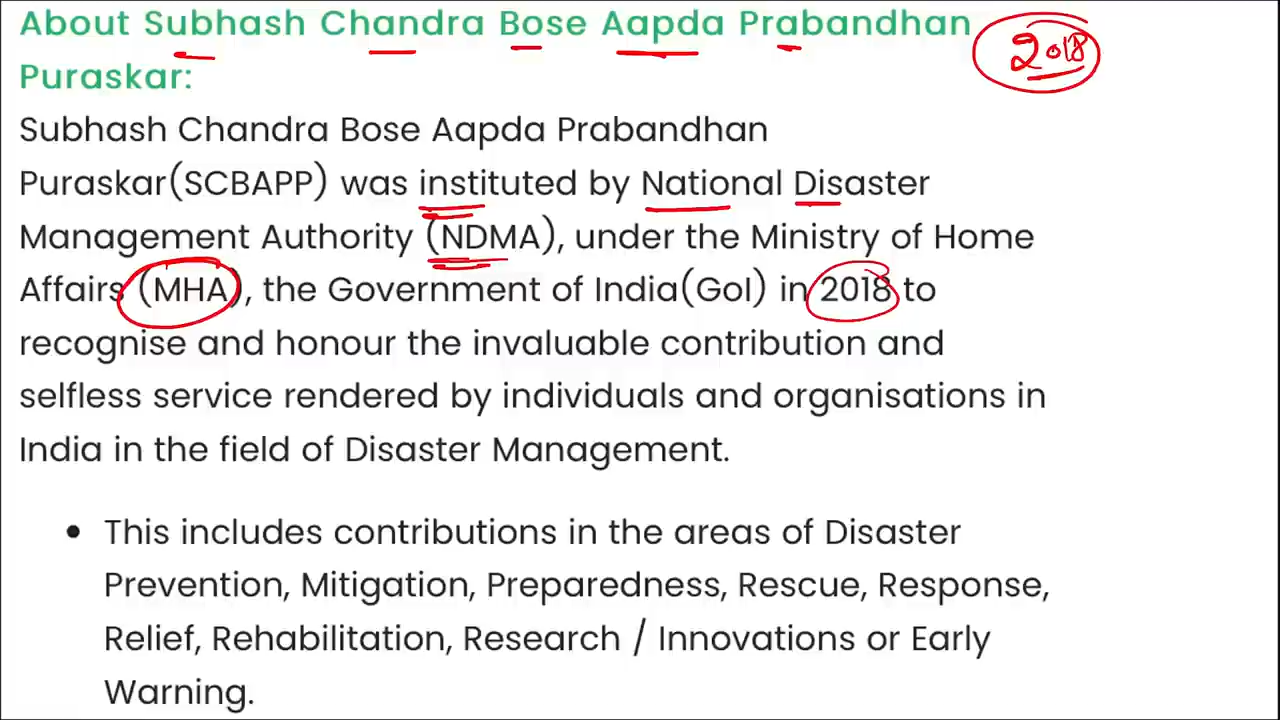 About Subhash Chandra Bose Aapda Prabandhan
2018
Puraskar:
Subhash Chandra Bose Aapda Prabandhan
Puraskar(SCBAPP) was instituted by National Disaster
Management Authority (NDMA), under the Ministry of Home
Affairs (MHA), the Government of India(GoI) in 2018 to
recognise and honour the invaluable contribution and
selfless service rendered by individuals and organisations in
India in the field of Disaster Management.
• This includes contributions in the areas of Disaster
Prevention, Mitigation, Preparedness, Rescue, Response,
Relief, Rehabilitation, Research / Innovations or Early
Warning.